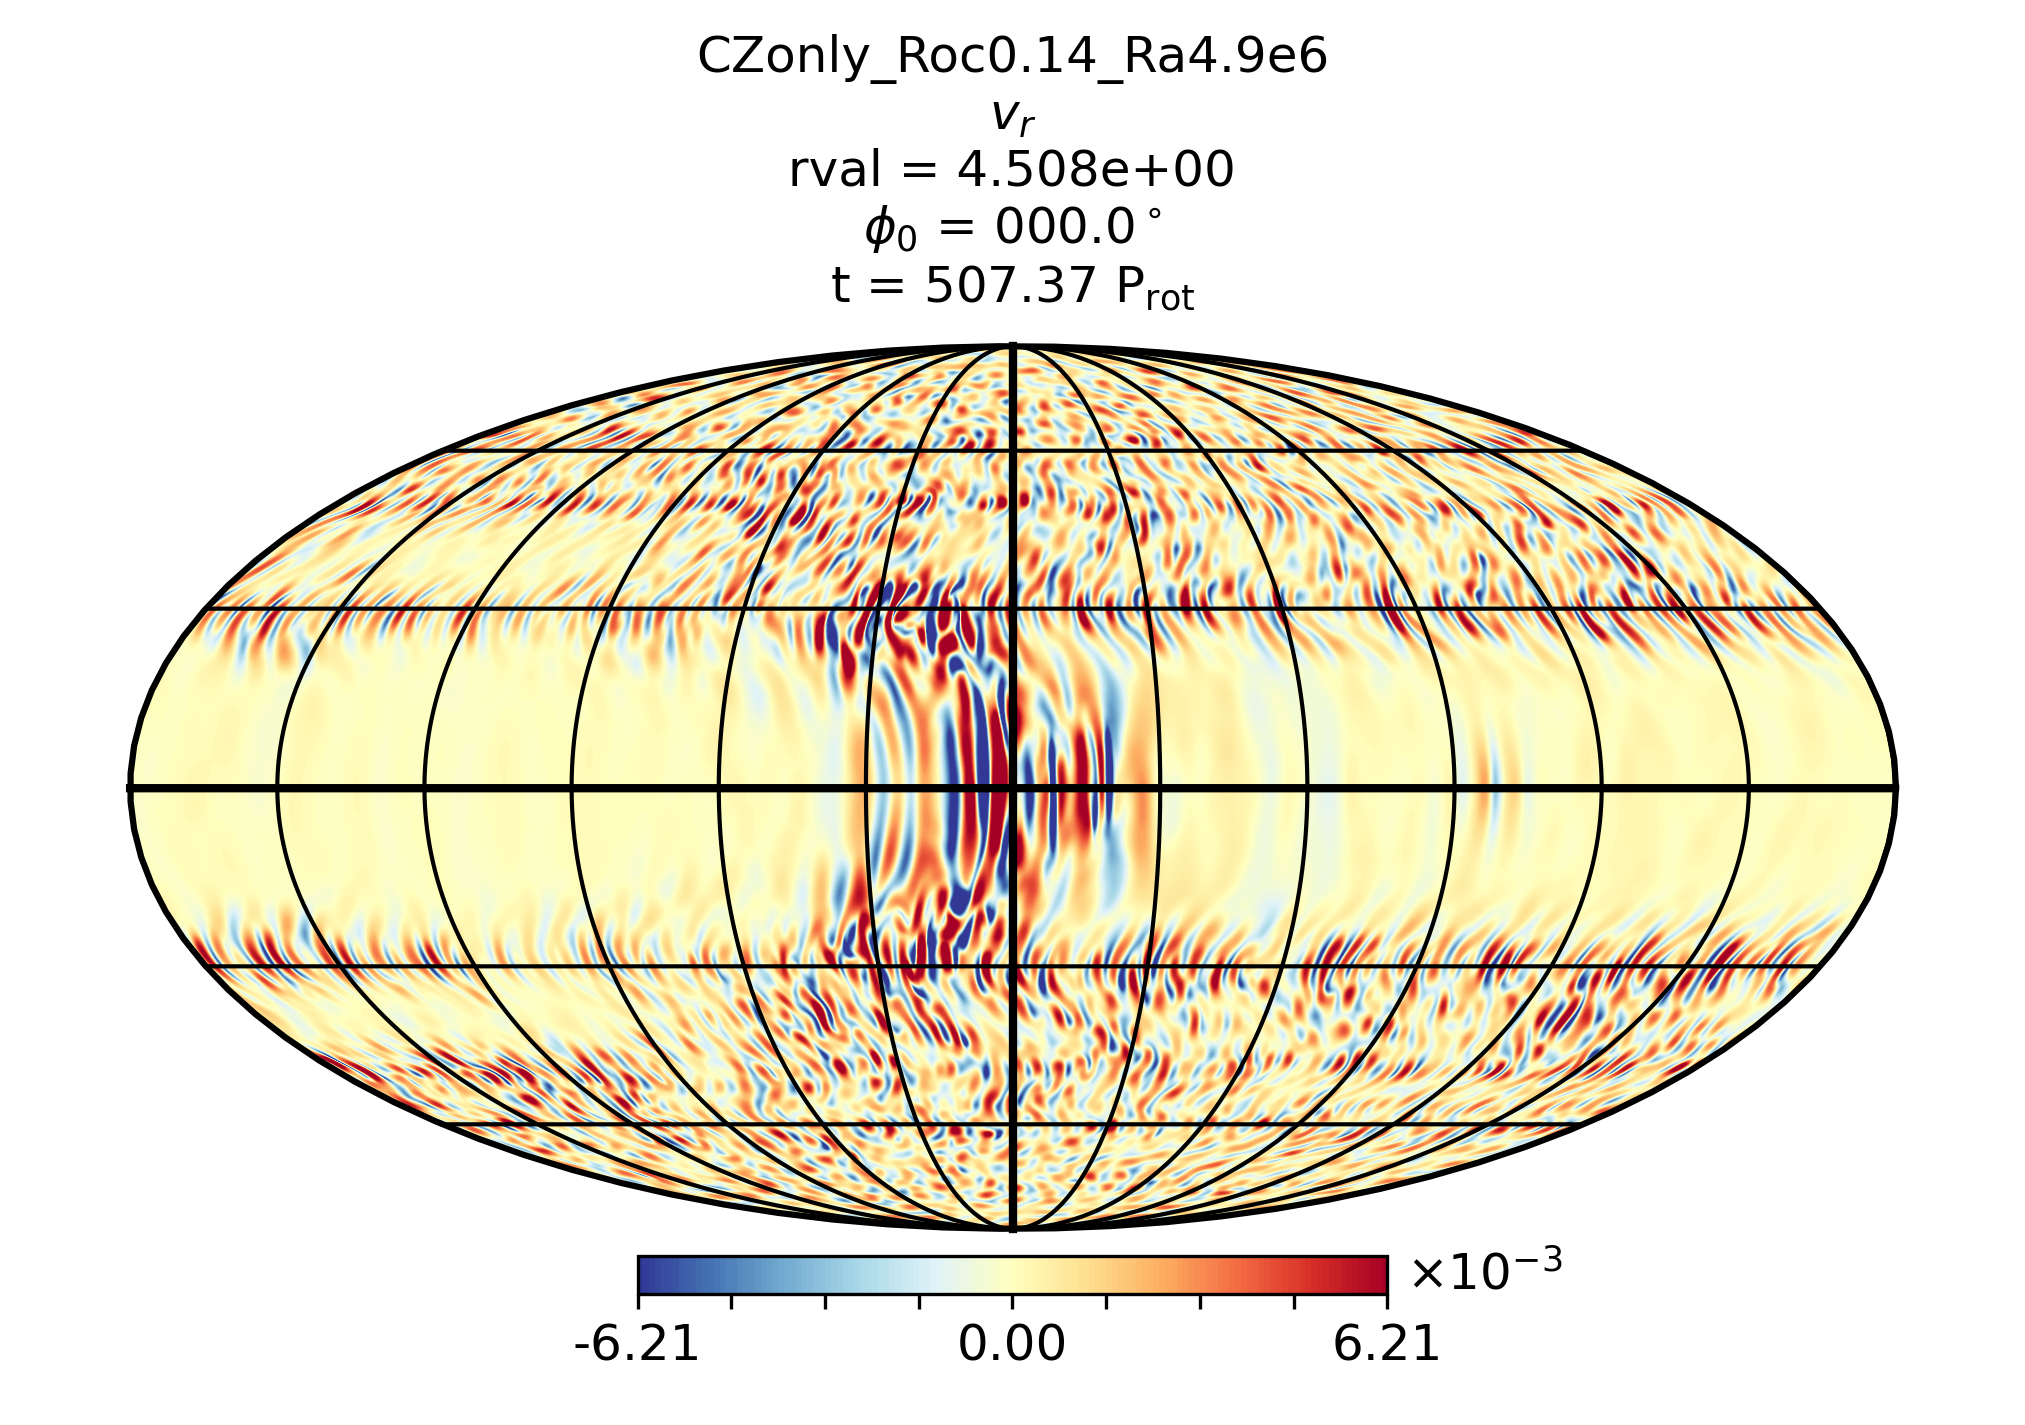 CZonly_Roc0.14_Ra4.9e6
v_r
rval = 4.508e+00
ϕ₀ = 000.0°
t = 507.37 P_rot
×10⁻³
-6.21 0.00 6.21